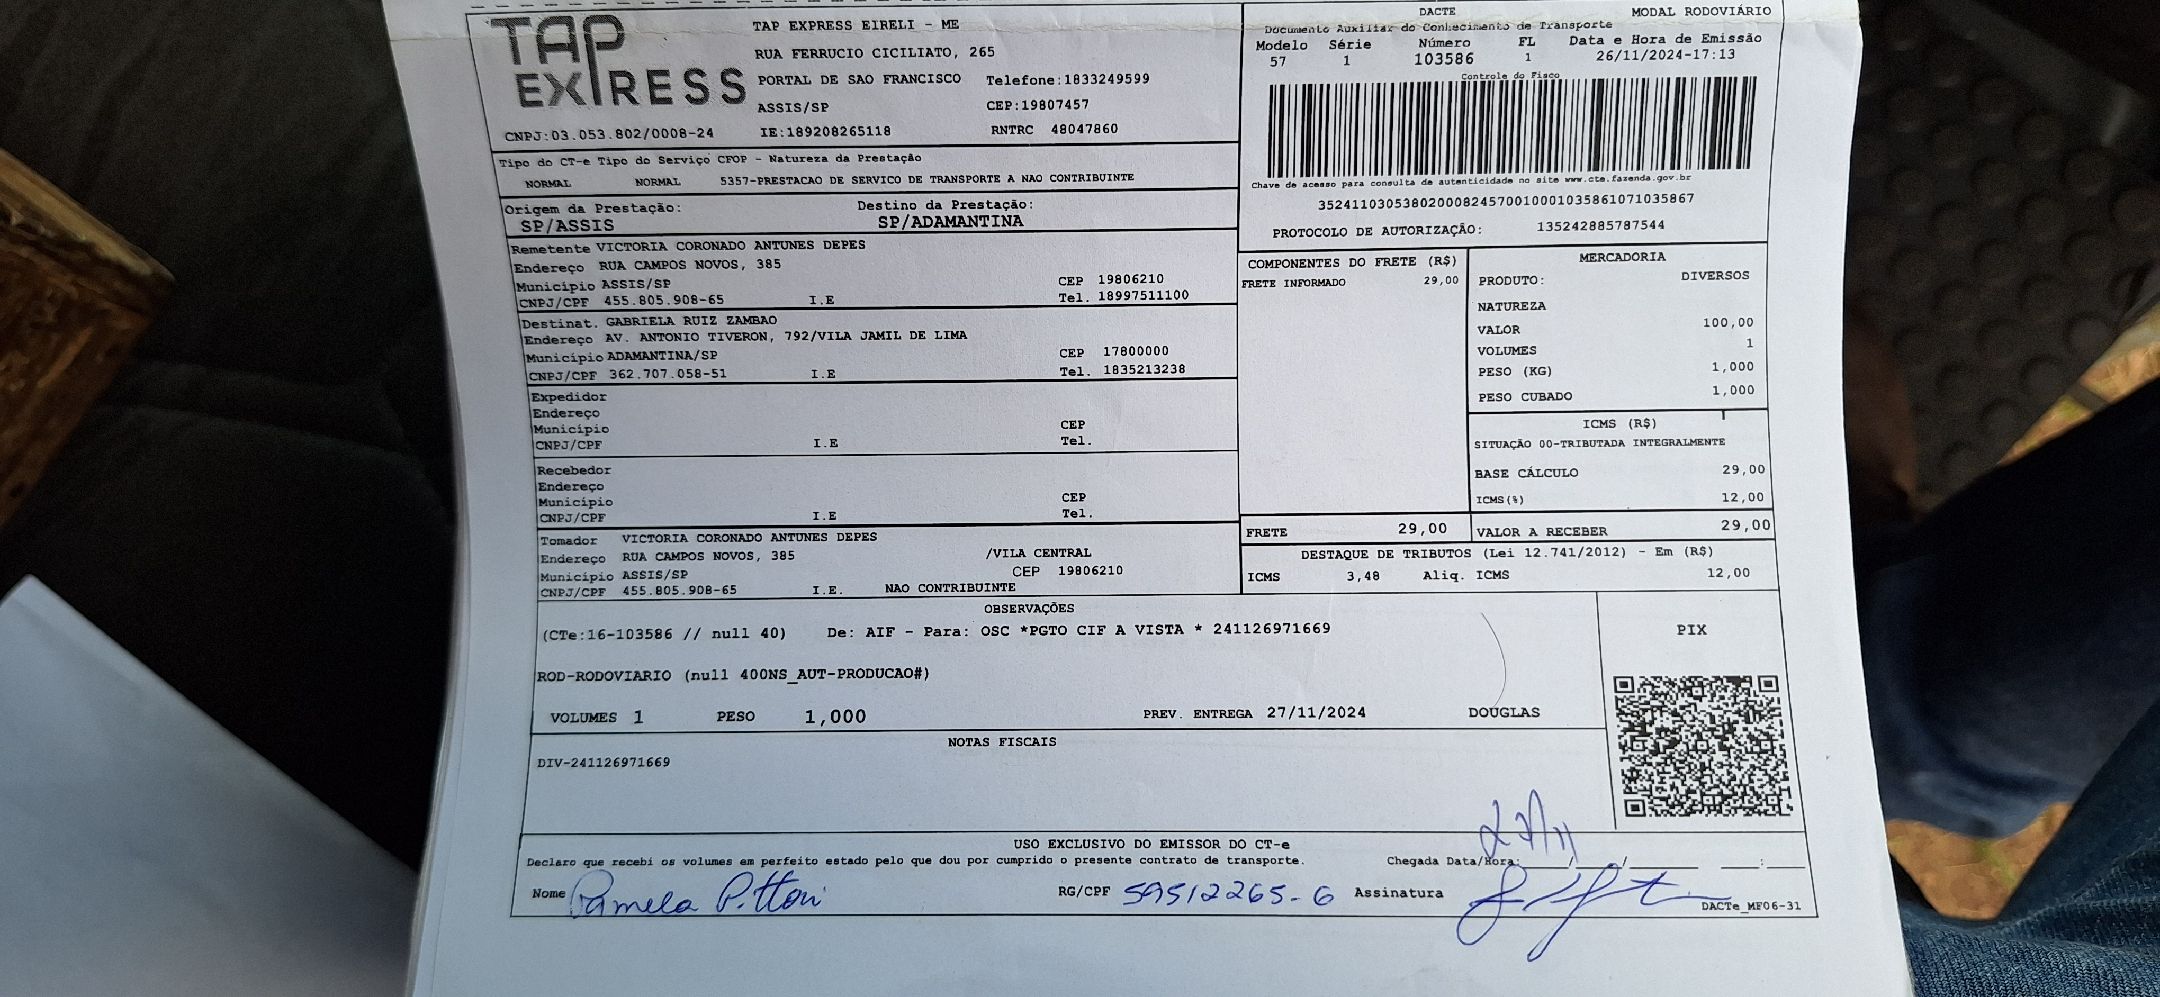 TAP EXPRESS
TAP EXPRESS EIRELI - ME
RUA FERRUCIO CICILIATO, 265
PORTAL DE SAO FRANCISCO Telefone:1833249599
ASSIS/SP CEP:19807457
CNPJ:03.053.802/0008-24 IE:189208265118 RNTRC 48047860
DACTE MODAL RODOVIÁRIO
Documento Auxiliar do Conhecimento de Transporte
Modelo Série Número FL Data e Hora de Emissão
57 1 103586 1 26/11/2024-17:13
Controle do Fisco
Chave de acesso para consulta de autenticidade no site www.cte.fazenda.gov.br
35241103053802000824570010001035861071035867
PROTOCOLO DE AUTORIZAÇÃO: 135242885787544
Tipo do CT-e Tipo do Serviço CFOP - Natureza da Prestação
NORMAL NORMAL 5357-PRESTACAO DE SERVICO DE TRANSPORTE A NAO CONTRIBUINTE
Origem da Prestação: Destino da Prestação:
SP/ASSIS SP/ADAMANTINA
Remetente VICTORIA CORONADO ANTUNES DEPES
Endereço RUA CAMPOS NOVOS, 385
Município ASSIS/SP CEP 19806210
CNPJ/CPF 455.805.908-65 I.E Tel. 18997511100
Destinat. GABRIELA RUIZ ZAMBAO
Endereço AV. ANTONIO TIVERON, 792/VILA JAMIL DE LIMA
Município ADAMANTINA/SP CEP 17800000
CNPJ/CPF 362.707.058-51 I.E Tel. 1835213238
Expedidor
Endereço
Município CEP
CNPJ/CPF I.E Tel.
Recebedor
Endereço
Município CEP
CNPJ/CPF I.E Tel.
Tomador VICTORIA CORONADO ANTUNES DEPES
Endereço RUA CAMPOS NOVOS, 385 /VILA CENTRAL
Município ASSIS/SP CEP 19806210
CNPJ/CPF 455.805.908-65 I.E. NAO CONTRIBUINTE
COMPONENTES DO FRETE (R$)
FRETE INFORMADO 29,00
MERCADORIA
PRODUTO: DIVERSOS
NATUREZA
VALOR 100,00
VOLUMES 1
PESO (KG) 1,000
PESO CUBADO 1,000
ICMS (R$)
SITUAÇÃO 00-TRIBUTADA INTEGRALMENTE
BASE CÁLCULO 29,00
ICMS(%) 12,00
FRETE 29,00 VALOR A RECEBER 29,00
DESTAQUE DE TRIBUTOS (Lei 12.741/2012) - Em (R$)
ICMS 3,48 Aliq. ICMS 12,00
OBSERVAÇÕES
(CTe:16-103586 // null 40) De: AIF - Para: OSC *PGTO CIF A VISTA * 241126971669
ROD-RODOVIARIO (null 400NS_AUT-PRODUCAO#)
VOLUMES 1 PESO 1,000 PREV. ENTREGA 27/11/2024 DOUGLAS
PIX
NOTAS FISCAIS
DIV-241126971669
USO EXCLUSIVO DO EMISSOR DO CT-e
Declaro que recebi os volumes em perfeito estado pelo que dou por cumprido o presente contrato de transporte. Chegada Data/Hora: 27/11 / / :
Nome Pamela Pittori RG/CPF 59512265-6 Assinatura
DACTe_MF06-31